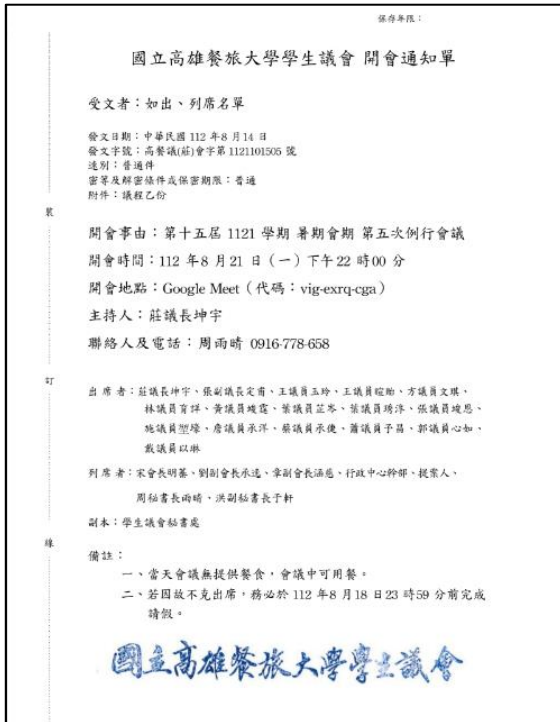 保存年限：
國立高雄餐旅大學學生議會 開會通知單
受文者：如出、列席名單
發文日期：中華民國 112 年 8 月 14 日
發文字號：高餐議(莊)會字第 1121101505 號
速別：普通件
密等及解密條件或保密期限：普通
附件：議程乙份
裝
開會事由：第十五屆 1121 學期 暑期會期 第五次例行會議
開會時間：112 年 8 月 21 日（一）下午 22 時 00 分
開會地點：Google Meet（代碼：vig-exrq-cga）
主持人：莊議長坤宇
聯絡人及電話：周雨晴 0916-778-658
訂
出 席 者：莊議長坤宇、張副議長定甯、王議員玉玲、王議員暄貽、方議員文琪、
林議員育詳、黃議員竣霆、葉議員芷岑、葉議員琇渟、張議員竣恩、
施議員塱璿、詹議員承洋、蔡議員承倢、蕭議員予晶、郭議員心如、
戴議員以琳
列 席 者：宋會長明蓁、劉副會長承逸、章副會長涵慈、行政中心幹部、提案人、
周秘書長雨晴、洪副秘書長于軒
副本：學生議會秘書處
線
備註：
一、當天會議無提供餐食，會議中可用餐。
二、若因故不克出席，務必於 112 年 8 月 18 日 23 時 59 分前完成
請假。
國立高雄餐旅大學學生議會